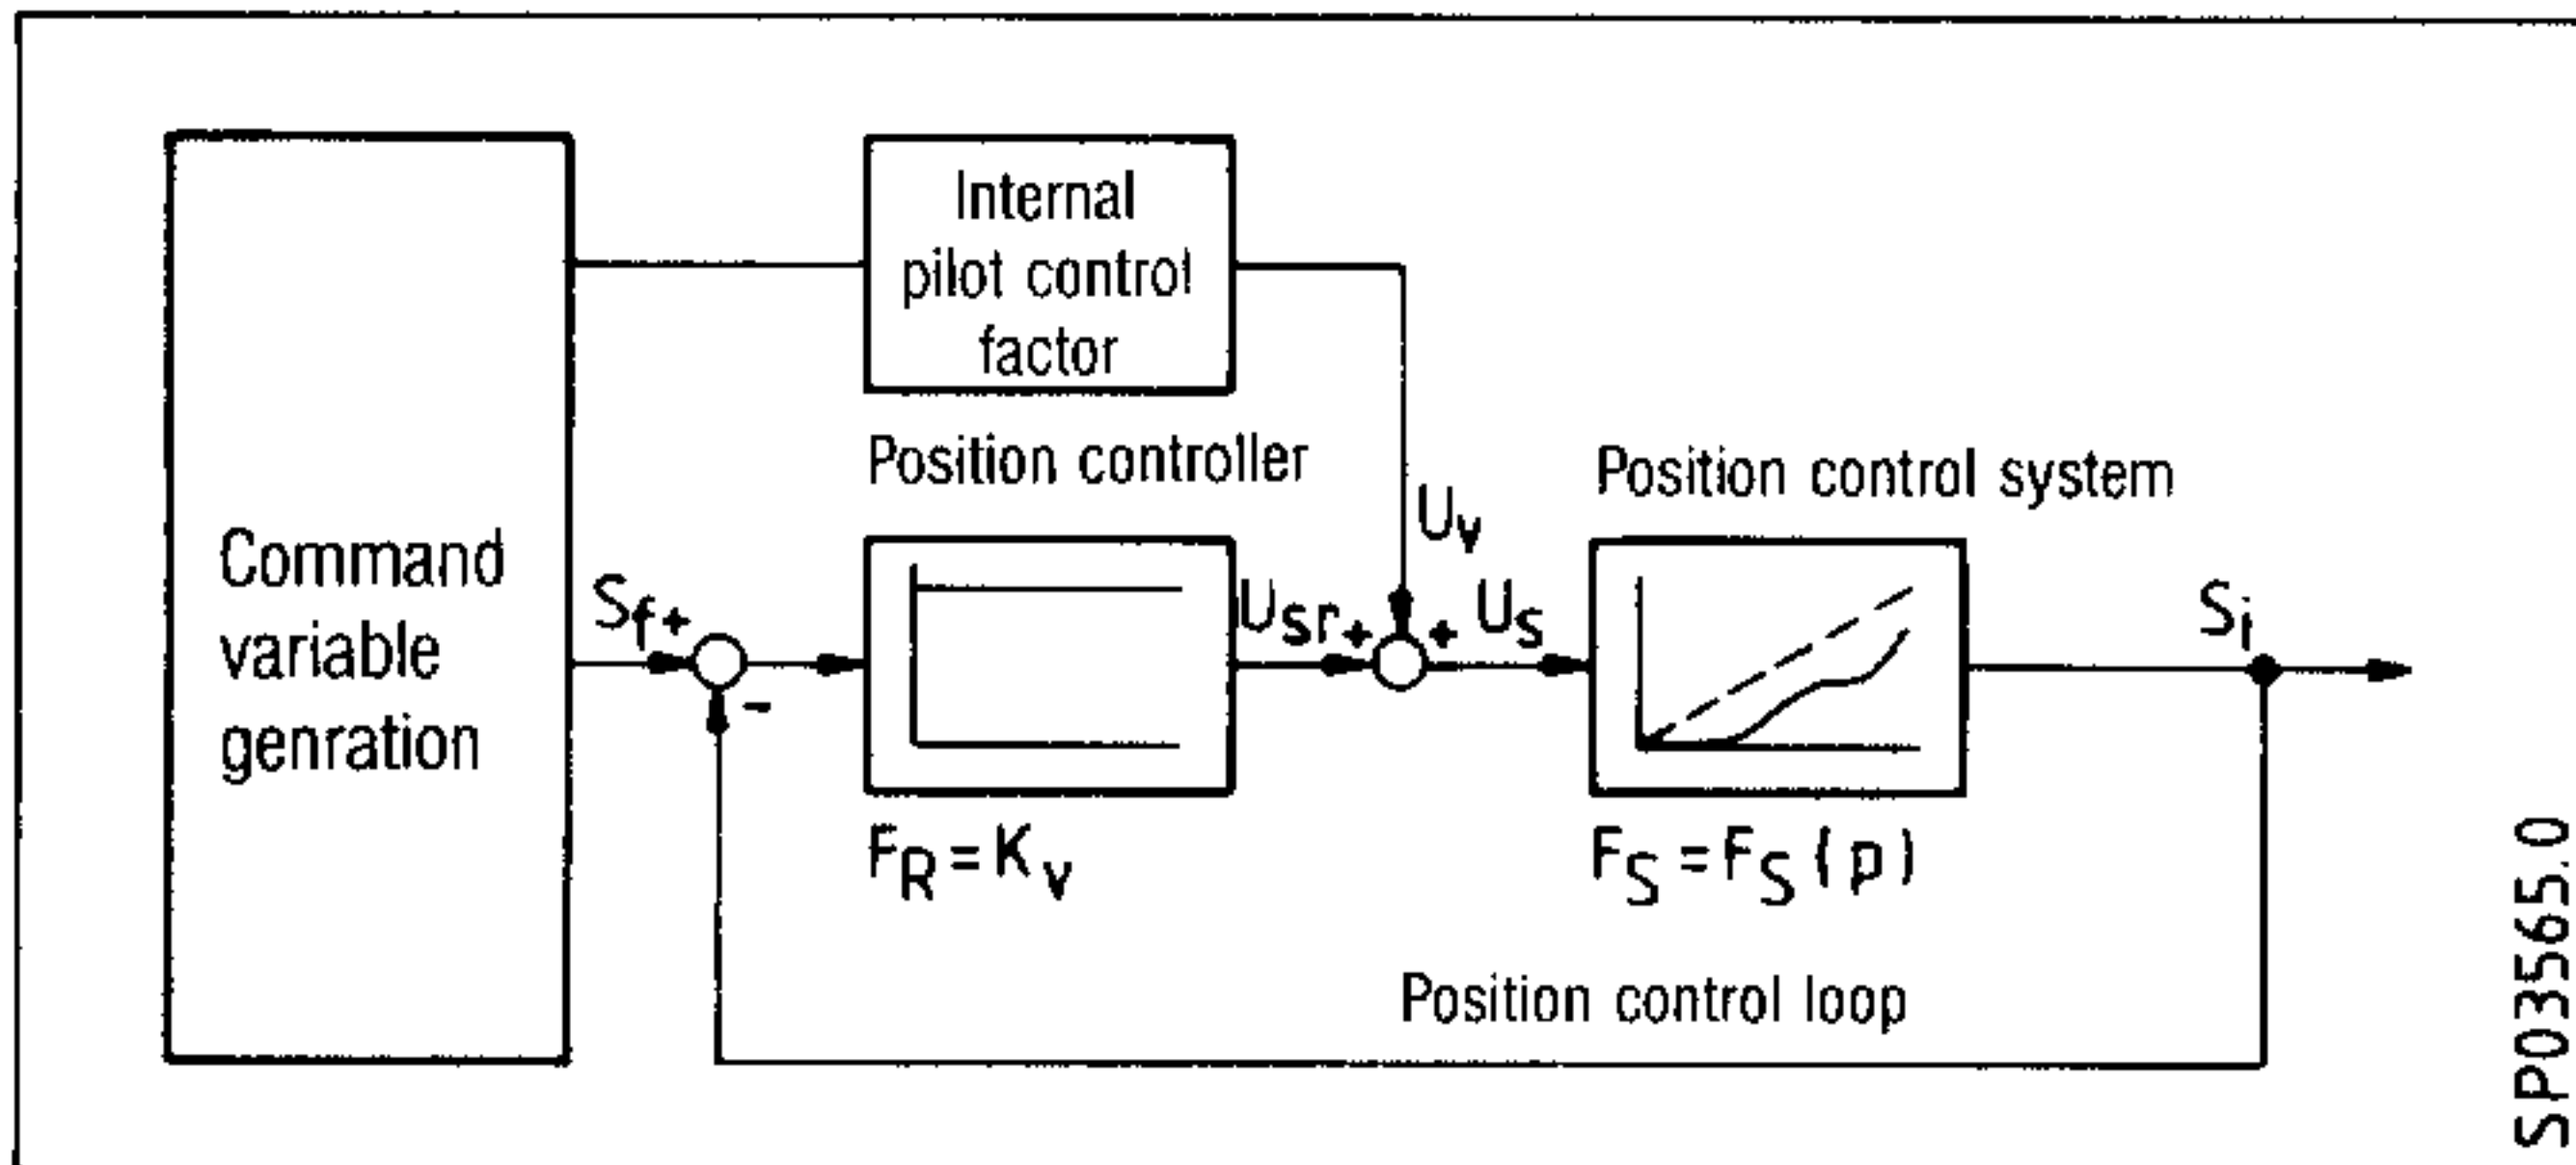 Internal
pilot control
factor
Position controller
Position control system
Command
variable
genration
Sf+
-
Usr+
Uv
+
Us
Si
FR=Kv
FS=FS(p)
Position control loop
SP03565.0